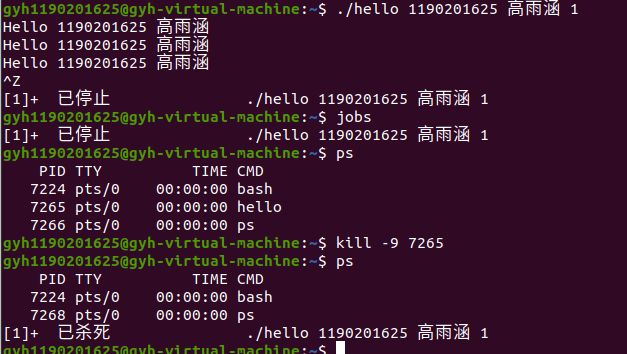 gyh1190201625@gyh-virtual-machine:~$ ./hello 1190201625 高雨涵 1
Hello 1190201625 高雨涵
Hello 1190201625 高雨涵
Hello 1190201625 高雨涵
^Z
[1]+  已停止               ./hello 1190201625 高雨涵 1
gyh1190201625@gyh-virtual-machine:~$ jobs
[1]+  已停止               ./hello 1190201625 高雨涵 1
gyh1190201625@gyh-virtual-machine:~$ ps
    PID TTY          TIME CMD
   7224 pts/0    00:00:00 bash
   7265 pts/0    00:00:00 hello
   7266 pts/0    00:00:00 ps
gyh1190201625@gyh-virtual-machine:~$ kill -9 7265
gyh1190201625@gyh-virtual-machine:~$ ps
    PID TTY          TIME CMD
   7224 pts/0    00:00:00 bash
   7268 pts/0    00:00:00 ps
[1]+  已杀死               ./hello 1190201625 高雨涵 1
gyh1190201625@gyh-virtual-machine:~$